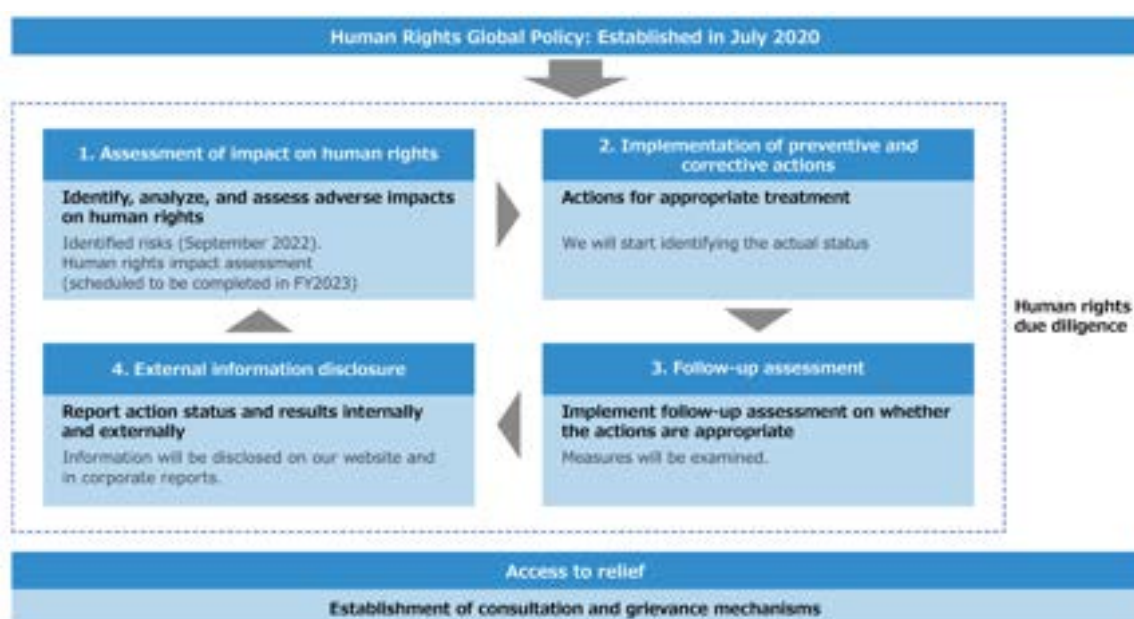 Human Rights Global Policy: Established in July 2020
1. Assessment of impact on human rights
Identify, analyze, and assess adverse impacts
on human rights
Identified risks (September 2022).
Human rights impact assessment
(scheduled to be completed in FY2023)
2. Implementation of preventive and
corrective actions
Actions for appropriate treatment
We will start identifying the actual status
Human rights
due diligence
3. Follow-up assessment
Implement follow-up assessment on whether
the actions are appropriate
Measures will be examined.
4. External information disclosure
Report action status and results internally
and externally
Information will be disclosed on our website and
in corporate reports.
Access to relief
Establishment of consultation and grievance mechanisms